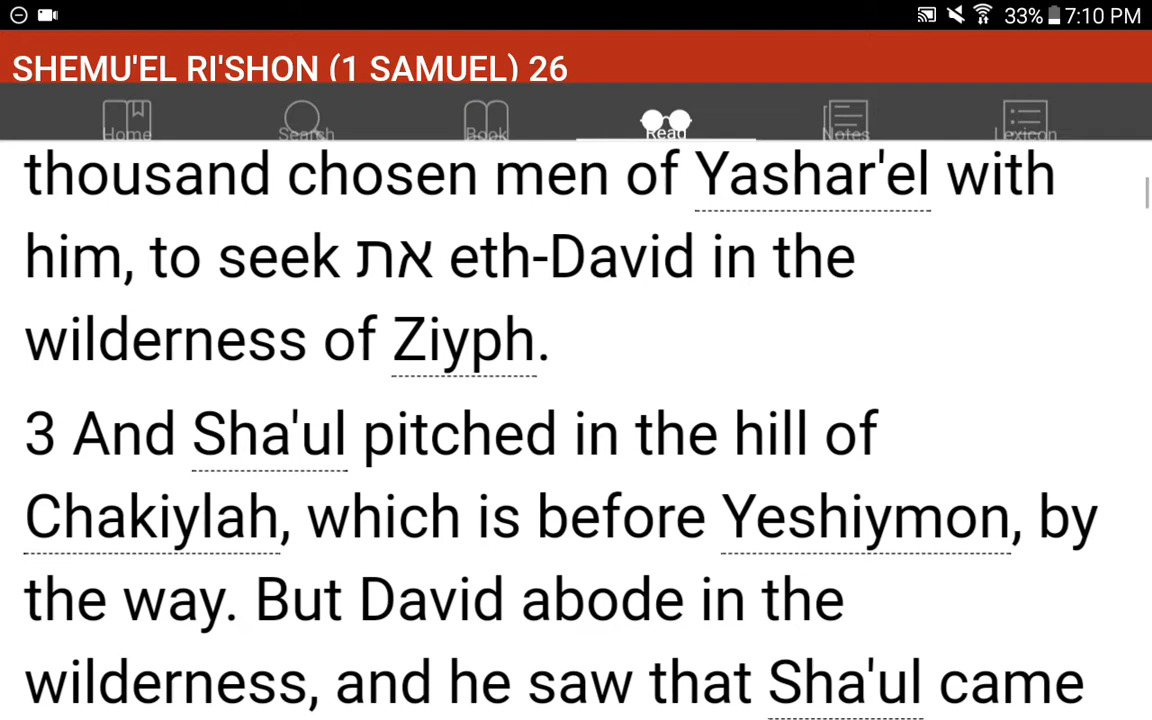 33% 7:10 PM
SHEMU'EL RI'SHON (1 SAMUEL) 26
Home Search Book Read Notes Lexicon
thousand chosen men of Yashar'el with
him, to seek את eth-David in the
wilderness of Ziyph.
3 And Sha'ul pitched in the hill of
Chakiylah, which is before Yeshiymon, by
the way. But David abode in the
wilderness, and he saw that Sha'ul came